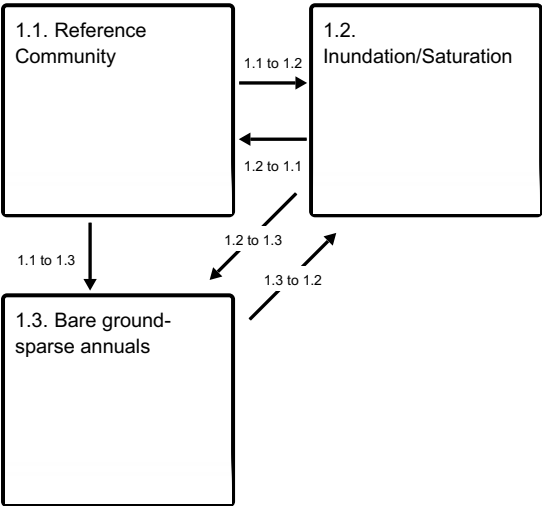 1.1. Reference
Community
1.2.
Inundation/Saturation
1.1 to 1.2
1.2 to 1.1
1.2 to 1.3
1.1 to 1.3
1.3 to 1.2
1.3. Bare ground-
sparse annuals